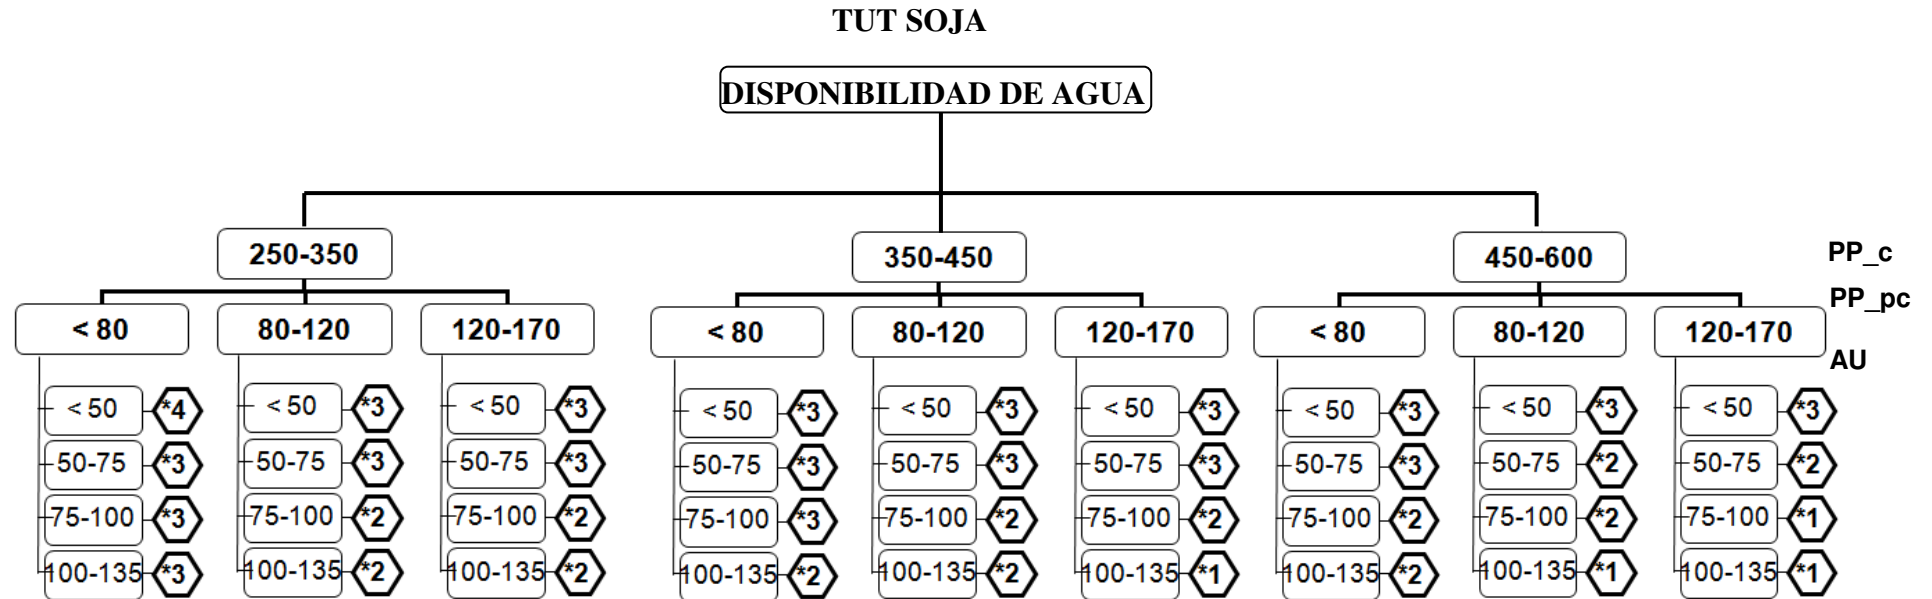 TUT SOJA
DISPONIBILIDAD DE AGUA
250-350 350-450 450-600 PP_c
PP_pc
< 80 80-120 120-170 < 80 80-120 120-170 < 80 80-120 120-170
AU
< 50 *4 < 50 *3 < 50 *3 < 50 *3 < 50 *3 < 50 *3 < 50 *3 < 50 *3 < 50 *3
50-75 *3 50-75 *3 50-75 *3 50-75 *3 50-75 *3 50-75 *3 50-75 *3 50-75 *2 50-75 *2
75-100 *3 75-100 *2 75-100 *2 75-100 *3 75-100 *2 75-100 *2 75-100 *2 75-100 *2 75-100 *1
100-135 *3 100-135 *2 100-135 *2 100-135 *2 100-135 *2 100-135 *1 100-135 *2 100-135 *1 100-135 *1